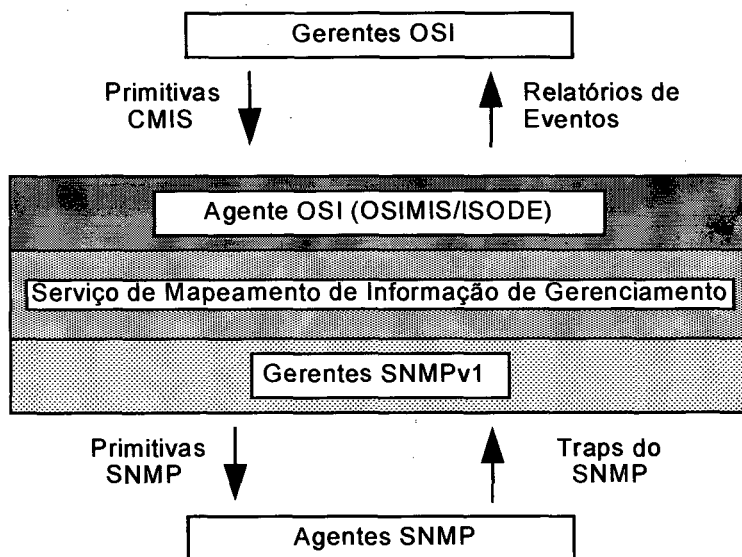 Gerentes OSI
Primitivas
CMIS
Relatórios de
Eventos
Agente OSI (OSIMIS/ISODE)
Serviço de Mapeamento de Informação de Gerenciamento
Gerentes SNMPv1
Primitivas
SNMP
Traps do
SNMP
Agentes SNMP